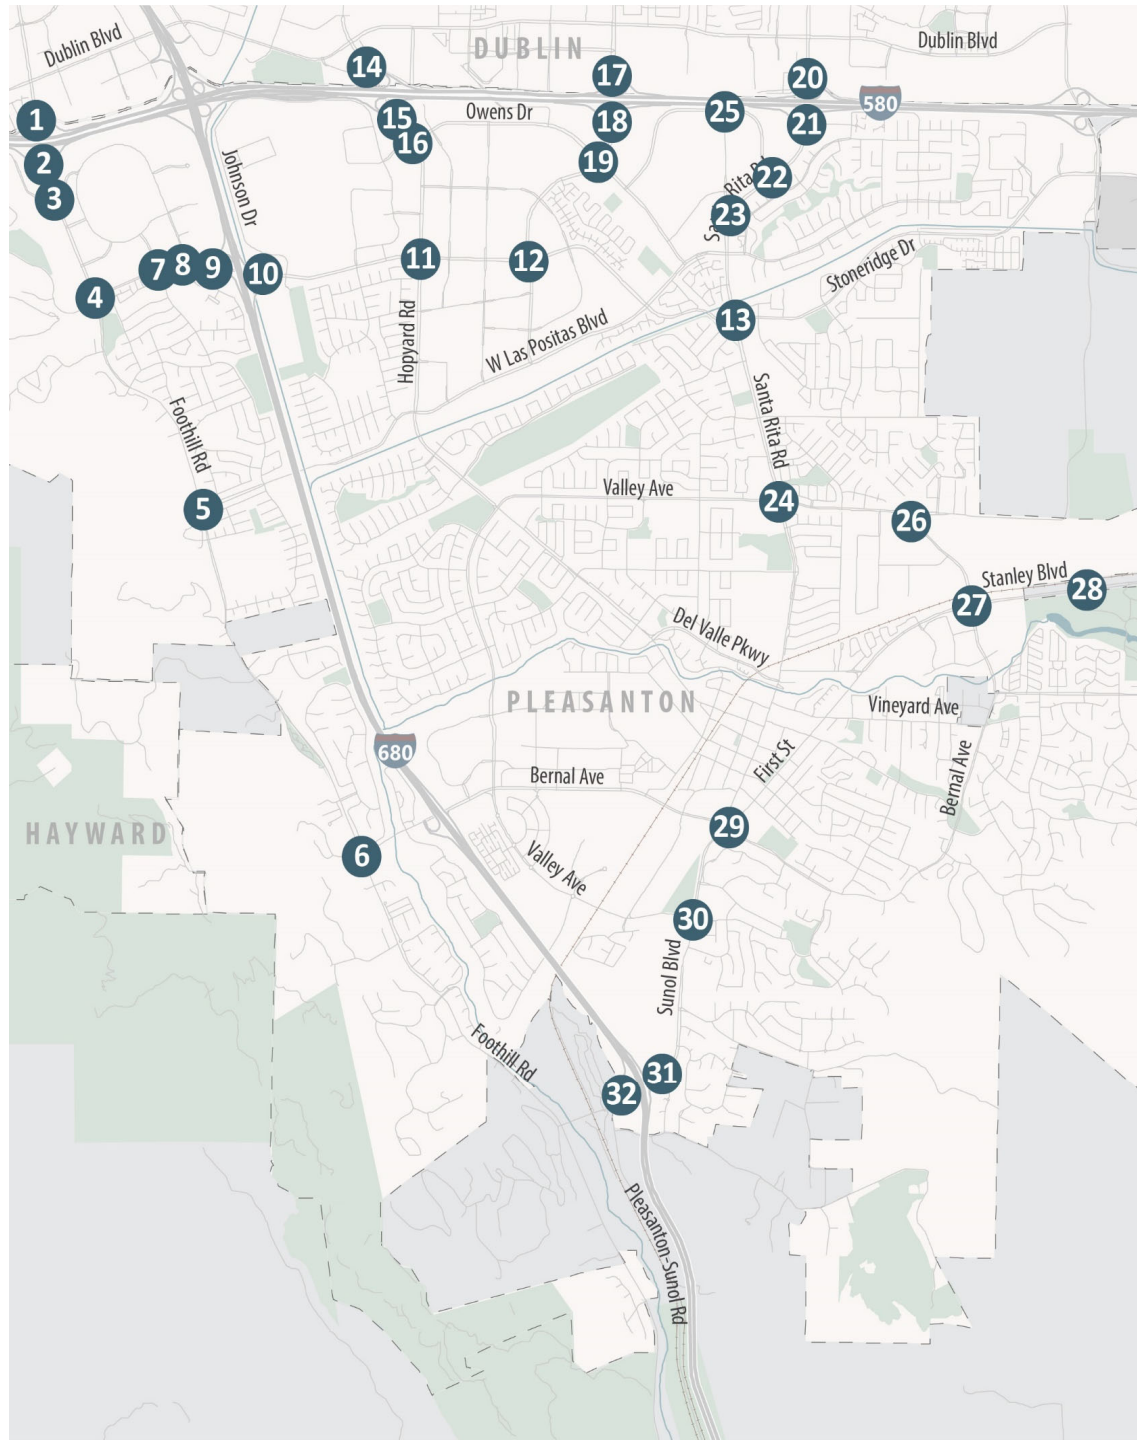 Dublin Blvd
DUBLIN
Dublin Blvd
14
17
20
580
1
15
Owens Dr
18
25
21
16
2
19
Johnson Dr
3
22
Santa Rita Rd
23
7
8
9
10
11
12
Stoneridge Dr
4
13
Hopyard Rd
W Las Positas Blvd
Foothill Rd
Santa Rita Rd
5
Valley Ave
24
26
Stanley Blvd
28
27
Del Valle Pkwy
PLEASANTON
Vineyard Ave
680
First St
Bernal Ave
Bernal Ave
HAYWARD
29
6
Valley Ave
30
Sunol Blvd
Foothill Rd
31
32
Pleasanton-Sunol Rd